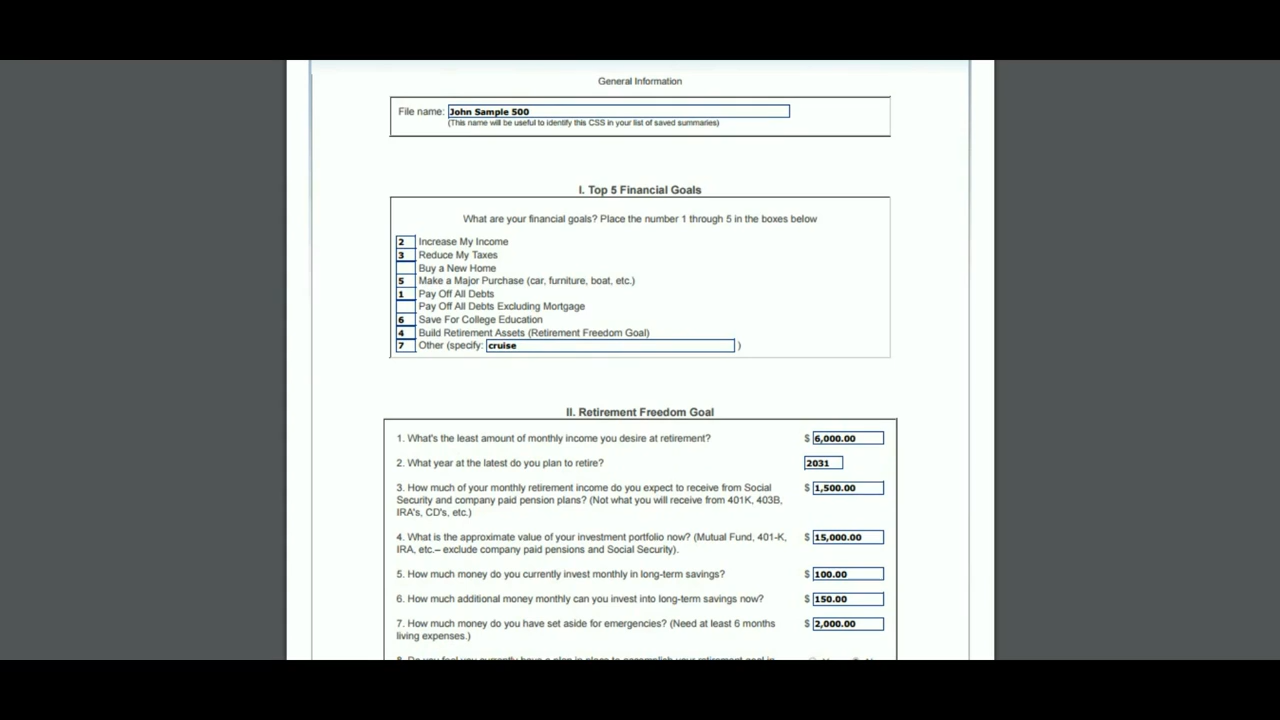 General Information
File name: John Sample 500
(This name will be useful to identify this CSS in your list of saved summaries)
I. Top 5 Financial Goals
What are your financial goals? Place the number 1 through 5 in the boxes below
2 Increase My Income
3 Reduce My Taxes
Buy a New Home
5 Make a Major Purchase (car, furniture, boat, etc.)
1 Pay Off All Debts
Pay Off All Debts Excluding Mortgage
6 Save For College Education
4 Build Retirement Assets (Retirement Freedom Goal)
7 Other (specify: cruise )
II. Retirement Freedom Goal
1. What's the least amount of monthly income you desire at retirement? $ 6,000.00
2. What year at the latest do you plan to retire? 2031
3. How much of your monthly retirement income do you expect to receive from Social $ 1,500.00
Security and company paid pension plans? (Not what you will receive from 401K, 403B,
IRA's, CD's, etc.)
4. What is the approximate value of your investment portfolio now? (Mutual Fund, 401-K, $ 15,000.00
IRA, etc.– exclude company paid pensions and Social Security).
5. How much money do you currently invest monthly in long-term savings? $ 100.00
6. How much additional money monthly can you invest into long-term savings now? $ 150.00
7. How much money do you have set aside for emergencies? (Need at least 6 months $ 2,000.00
living expenses.)